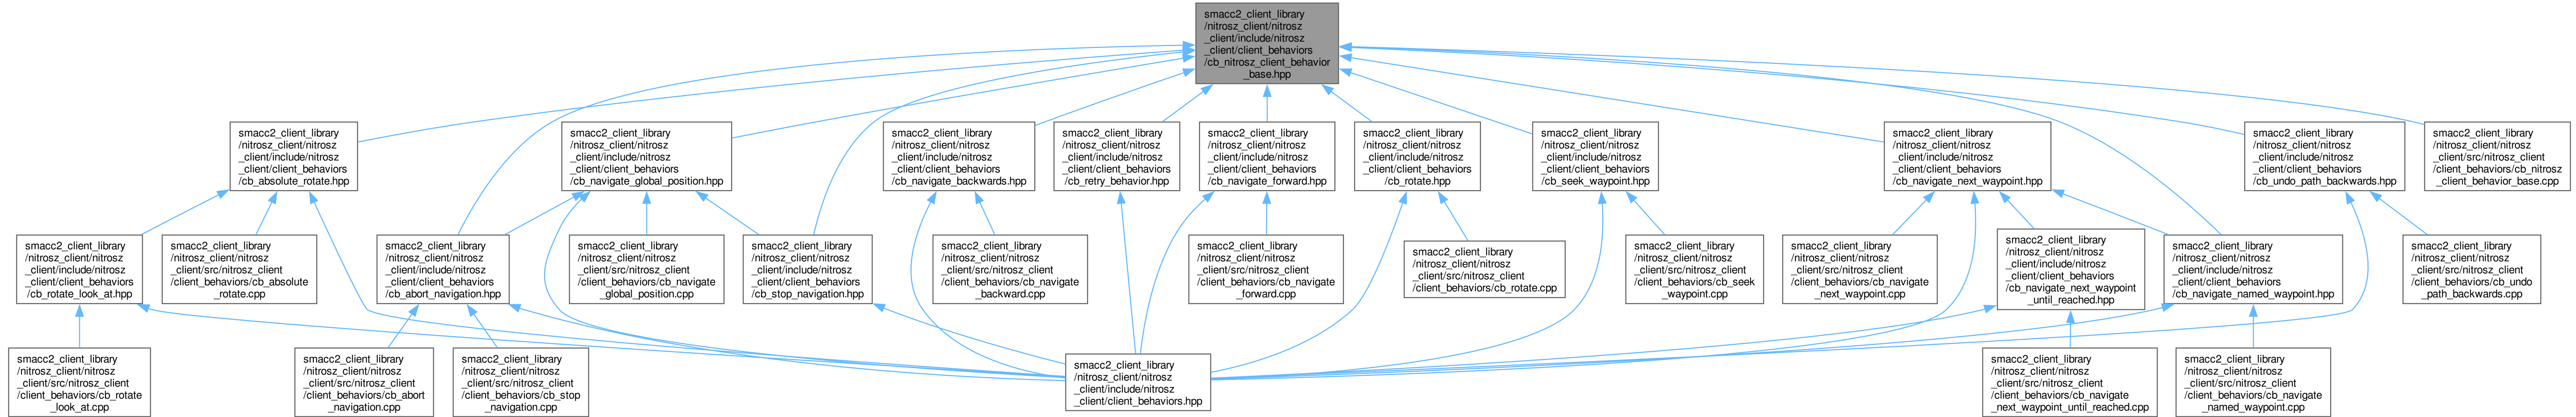 smacc2_client_library
/nitrosz_client/nitrosz
_client/include/nitrosz
_client/client_behaviors
/cb_nitrosz_client_behavior
_base.hpp
smacc2_client_library
/nitrosz_client/nitrosz
_client/include/nitrosz
_client/client_behaviors
/cb_absolute_rotate.hpp
smacc2_client_library
/nitrosz_client/nitrosz
_client/include/nitrosz
_client/client_behaviors
/cb_navigate_global_position.hpp
smacc2_client_library
/nitrosz_client/nitrosz
_client/include/nitrosz
_client/client_behaviors
/cb_navigate_backwards.hpp
smacc2_client_library
/nitrosz_client/nitrosz
_client/include/nitrosz
_client/client_behaviors
/cb_retry_behavior.hpp
smacc2_client_library
/nitrosz_client/nitrosz
_client/include/nitrosz
_client/client_behaviors
/cb_navigate_forward.hpp
smacc2_client_library
/nitrosz_client/nitrosz
_client/include/nitrosz
_client/client_behaviors
/cb_rotate.hpp
smacc2_client_library
/nitrosz_client/nitrosz
_client/include/nitrosz
_client/client_behaviors
/cb_seek_waypoint.hpp
smacc2_client_library
/nitrosz_client/nitrosz
_client/include/nitrosz
_client/client_behaviors
/cb_navigate_next_waypoint.hpp
smacc2_client_library
/nitrosz_client/nitrosz
_client/include/nitrosz
_client/client_behaviors
/cb_undo_path_backwards.hpp
smacc2_client_library
/nitrosz_client/nitrosz
_client/src/nitrosz_client
/client_behaviors/cb_nitrosz
_client_behavior_base.cpp
smacc2_client_library
/nitrosz_client/nitrosz
_client/include/nitrosz
_client/client_behaviors
/cb_rotate_look_at.hpp
smacc2_client_library
/nitrosz_client/nitrosz
_client/src/nitrosz_client
/client_behaviors/cb_absolute
_rotate.cpp
smacc2_client_library
/nitrosz_client/nitrosz
_client/include/nitrosz
_client/client_behaviors
/cb_abort_navigation.hpp
smacc2_client_library
/nitrosz_client/nitrosz
_client/src/nitrosz_client
/client_behaviors/cb_navigate
_global_position.cpp
smacc2_client_library
/nitrosz_client/nitrosz
_client/include/nitrosz
_client/client_behaviors
/cb_stop_navigation.hpp
smacc2_client_library
/nitrosz_client/nitrosz
_client/src/nitrosz_client
/client_behaviors/cb_navigate
_backward.cpp
smacc2_client_library
/nitrosz_client/nitrosz
_client/src/nitrosz_client
/client_behaviors/cb_navigate
_forward.cpp
smacc2_client_library
/nitrosz_client/nitrosz
_client/src/nitrosz_client
/client_behaviors/cb_rotate.cpp
smacc2_client_library
/nitrosz_client/nitrosz
_client/src/nitrosz_client
/client_behaviors/cb_seek
_waypoint.cpp
smacc2_client_library
/nitrosz_client/nitrosz
_client/src/nitrosz_client
/client_behaviors/cb_navigate
_next_waypoint.cpp
smacc2_client_library
/nitrosz_client/nitrosz
_client/include/nitrosz
_client/client_behaviors
/cb_navigate_next_waypoint
_until_reached.hpp
smacc2_client_library
/nitrosz_client/nitrosz
_client/include/nitrosz
_client/client_behaviors
/cb_navigate_named_waypoint.hpp
smacc2_client_library
/nitrosz_client/nitrosz
_client/src/nitrosz_client
/client_behaviors/cb_undo
_path_backwards.cpp
smacc2_client_library
/nitrosz_client/nitrosz
_client/src/nitrosz_client
/client_behaviors/cb_rotate
_look_at.cpp
smacc2_client_library
/nitrosz_client/nitrosz
_client/src/nitrosz_client
/client_behaviors/cb_abort
_navigation.cpp
smacc2_client_library
/nitrosz_client/nitrosz
_client/src/nitrosz_client
/client_behaviors/cb_stop
_navigation.cpp
smacc2_client_library
/nitrosz_client/nitrosz
_client/include/nitrosz
_client/client_behaviors.hpp
smacc2_client_library
/nitrosz_client/nitrosz
_client/src/nitrosz_client
/client_behaviors/cb_navigate
_next_waypoint_until_reached.cpp
smacc2_client_library
/nitrosz_client/nitrosz
_client/src/nitrosz_client
/client_behaviors/cb_navigate
_named_waypoint.cpp